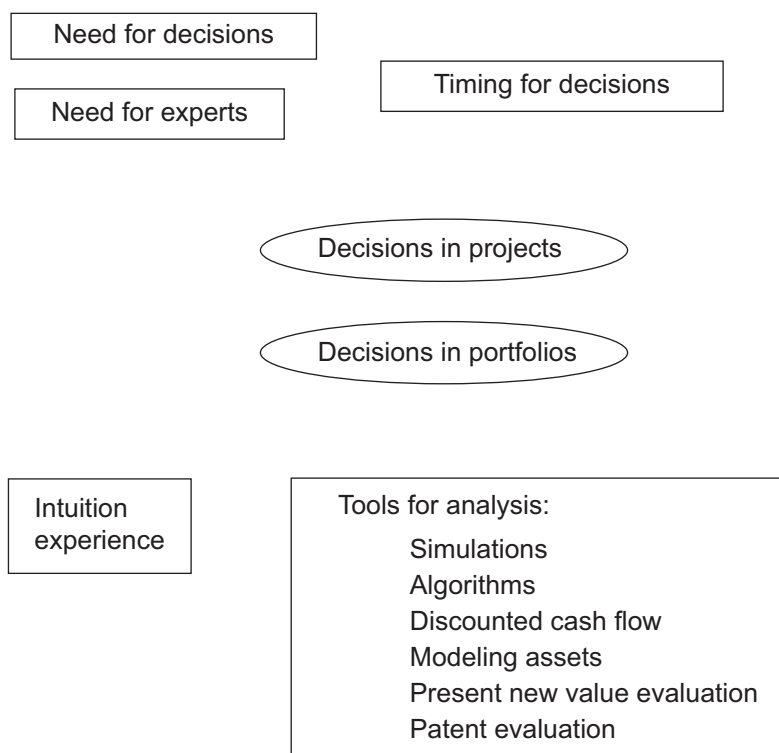 Need for decisions
Timing for decisions
Need for experts
Decisions in projects
Decisions in portfolios
Intuition
experience
Tools for analysis:
Simulations
Algorithms
Discounted cash flow
Modeling assets
Present new value evaluation
Patent evaluation